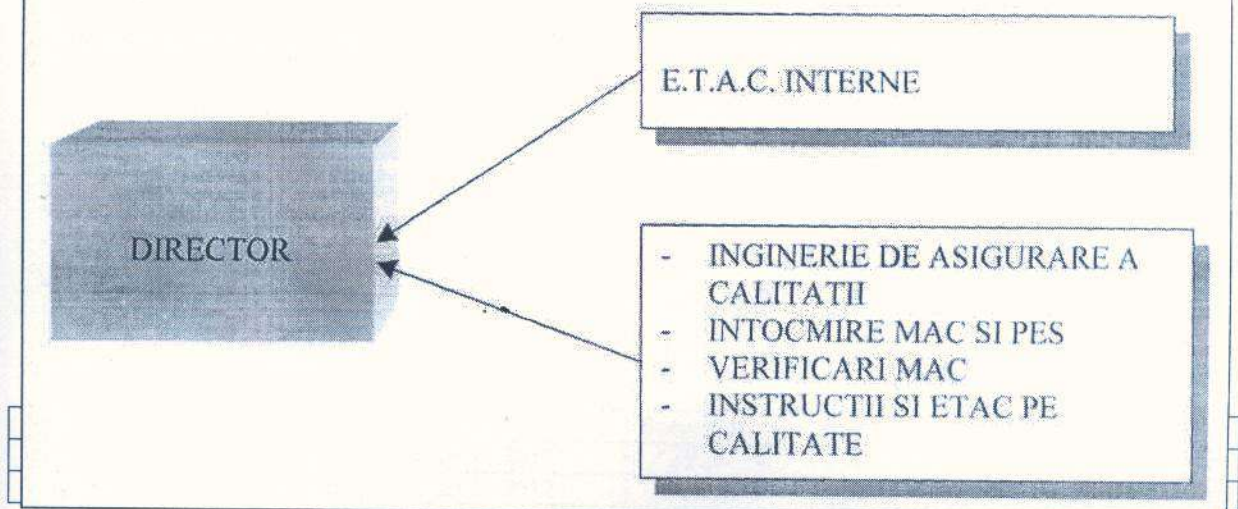 E.T.A.C. INTERNE
DIRECTOR
- INGINERIE DE ASIGURARE A
CALITATII
- INTOCMIRE MAC SI PES
- VERIFICARI MAC
- INSTRUCTII SI ETAC PE
CALITATE